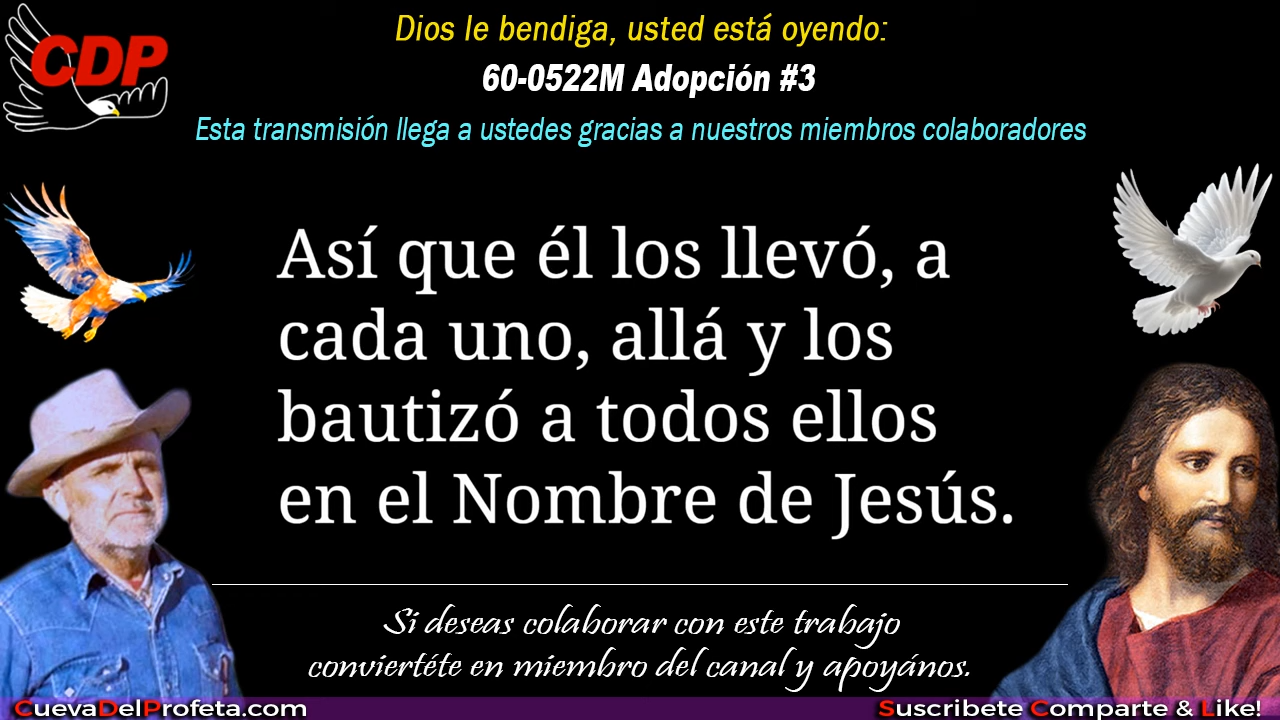 CDP
Dios le bendiga, usted está oyendo:
60-0522M Adopción #3
Esta transmisión llega a ustedes gracias a nuestros miembros colaboradores
Así que él los llevó, a
cada uno, allá y los
bautizó a todos ellos
en el Nombre de Jesús.
Si deseas colaborar con este trabajo
conviertéte en miembro del canal y apoyános.
CuevaDelProfeta.com
Suscribete Comparte & Like!